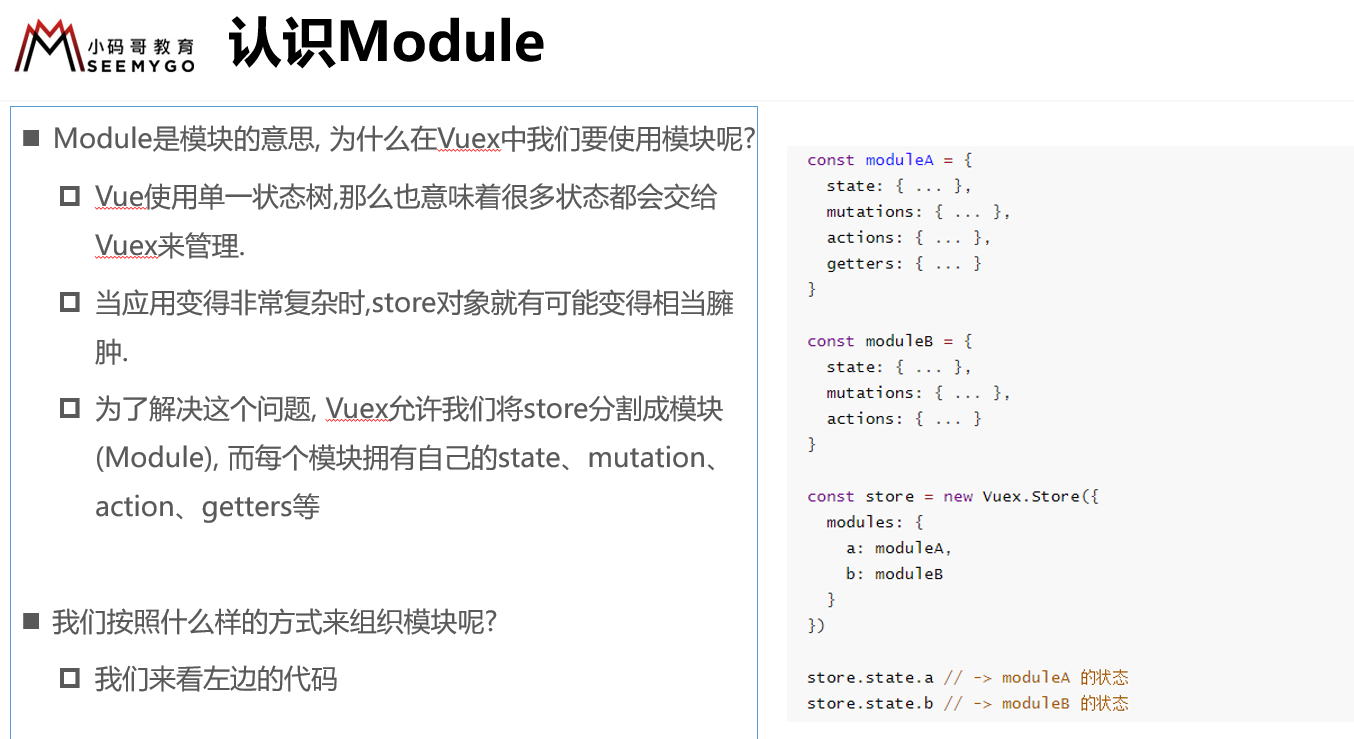 小码哥教育
SEEMYGO
认识Module
Module是模块的意思, 为什么在Vuex中我们要使用模块呢?
Vue使用单一状态树,那么也意味着很多状态都会交给
Vuex来管理.
当应用变得非常复杂时,store对象就有可能变得相当臃
肿.
为了解决这个问题, Vuex允许我们将store分割成模块
(Module), 而每个模块拥有自己的state、mutation、
action、getters等
我们按照什么样的方式来组织模块呢?
我们来看左边的代码
const moduleA = {
  state: { ... },
  mutations: { ... },
  actions: { ... },
  getters: { ... }
}
const moduleB = {
  state: { ... },
  mutations: { ... },
  actions: { ... }
}
const store = new Vuex.Store({
  modules: {
    a: moduleA,
    b: moduleB
  }
})
store.state.a // -> moduleA 的状态
store.state.b // -> moduleB 的状态